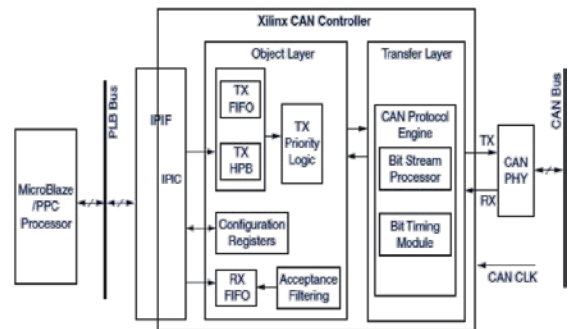 Xilinx CAN Controller
Object Layer
Transfer Layer
PLB Bus
IPIF
IPIC
TX
FIFO
TX
HPB
TX
Priority
Logic
CAN Protocol
Engine
Bit Stream
Processor
Bit Timing
Module
TX
RX
CAN
PHY
CAN Bus
MicroBlaze
/PPC
Processor
Configuration
Registers
RX
FIFO
Acceptance
Filtering
CAN CLK